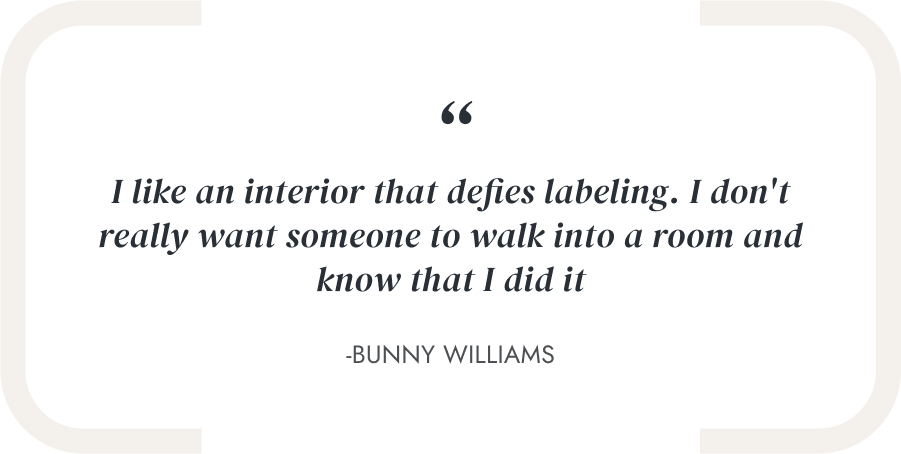 “
I like an interior that defies labeling. I don't
really want someone to walk into a room and
know that I did it
-BUNNY WILLIAMS